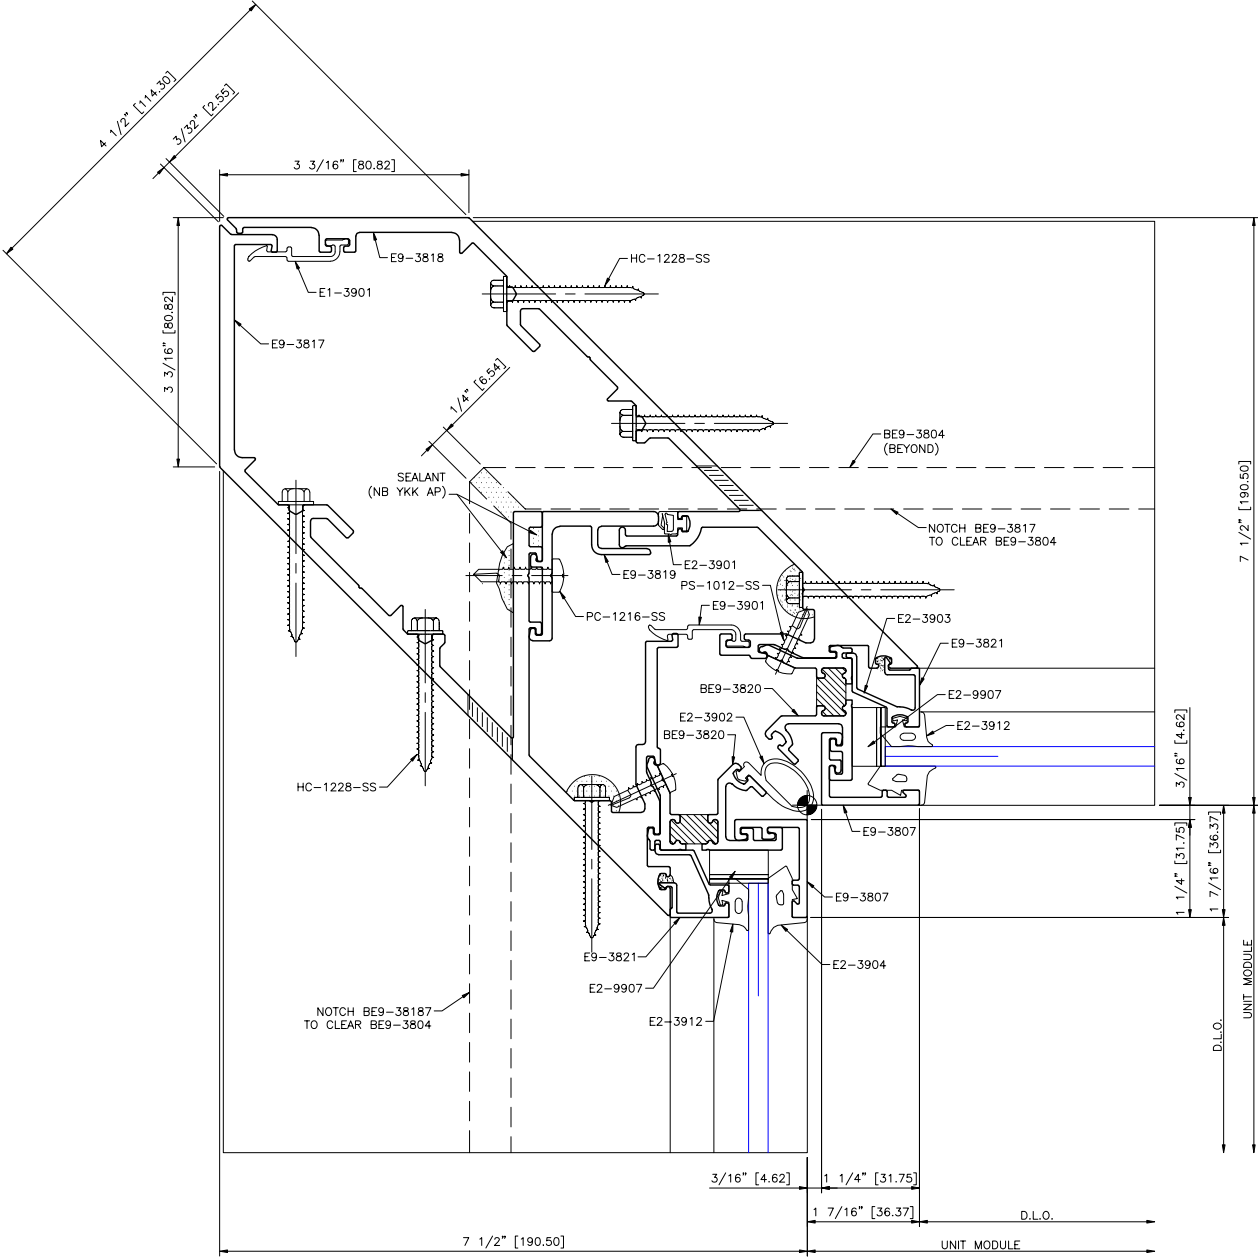 4 1/2" [114.30]
3/32" [2.55]
3 3/16" [80.82]
E9-3818
HC-1228-SS
E1-3901
3 3/16" [80.82]
E9-3817
1/4" [6.54]
BE9-3804
(BEYOND)
SEALANT
(NB YKK AP)
7 1/2" [190.50]
NOTCH BE9-3817
TO CLEAR BE9-3804
E2-3901
E9-3819
PS-1012-SS
E9-3901
PC-1216-SS
E2-3903
E9-3821
BE9-3820
E2-9907
E2-3902
E2-3912
BE9-3820
3/16" [4.62]
HC-1228-SS
E9-3807
1 1/4" [31.75]
1 7/16" [36.37]
E9-3807
E9-3821
E2-3904
E2-9907
NOTCH BE9-38187
TO CLEAR BE9-3804
E2-3912
D.L.O.
UNIT MODULE
3/16" [4.62]
1 1/4" [31.75]
1 7/16" [36.37]
D.L.O.
7 1/2" [190.50]
UNIT MODULE